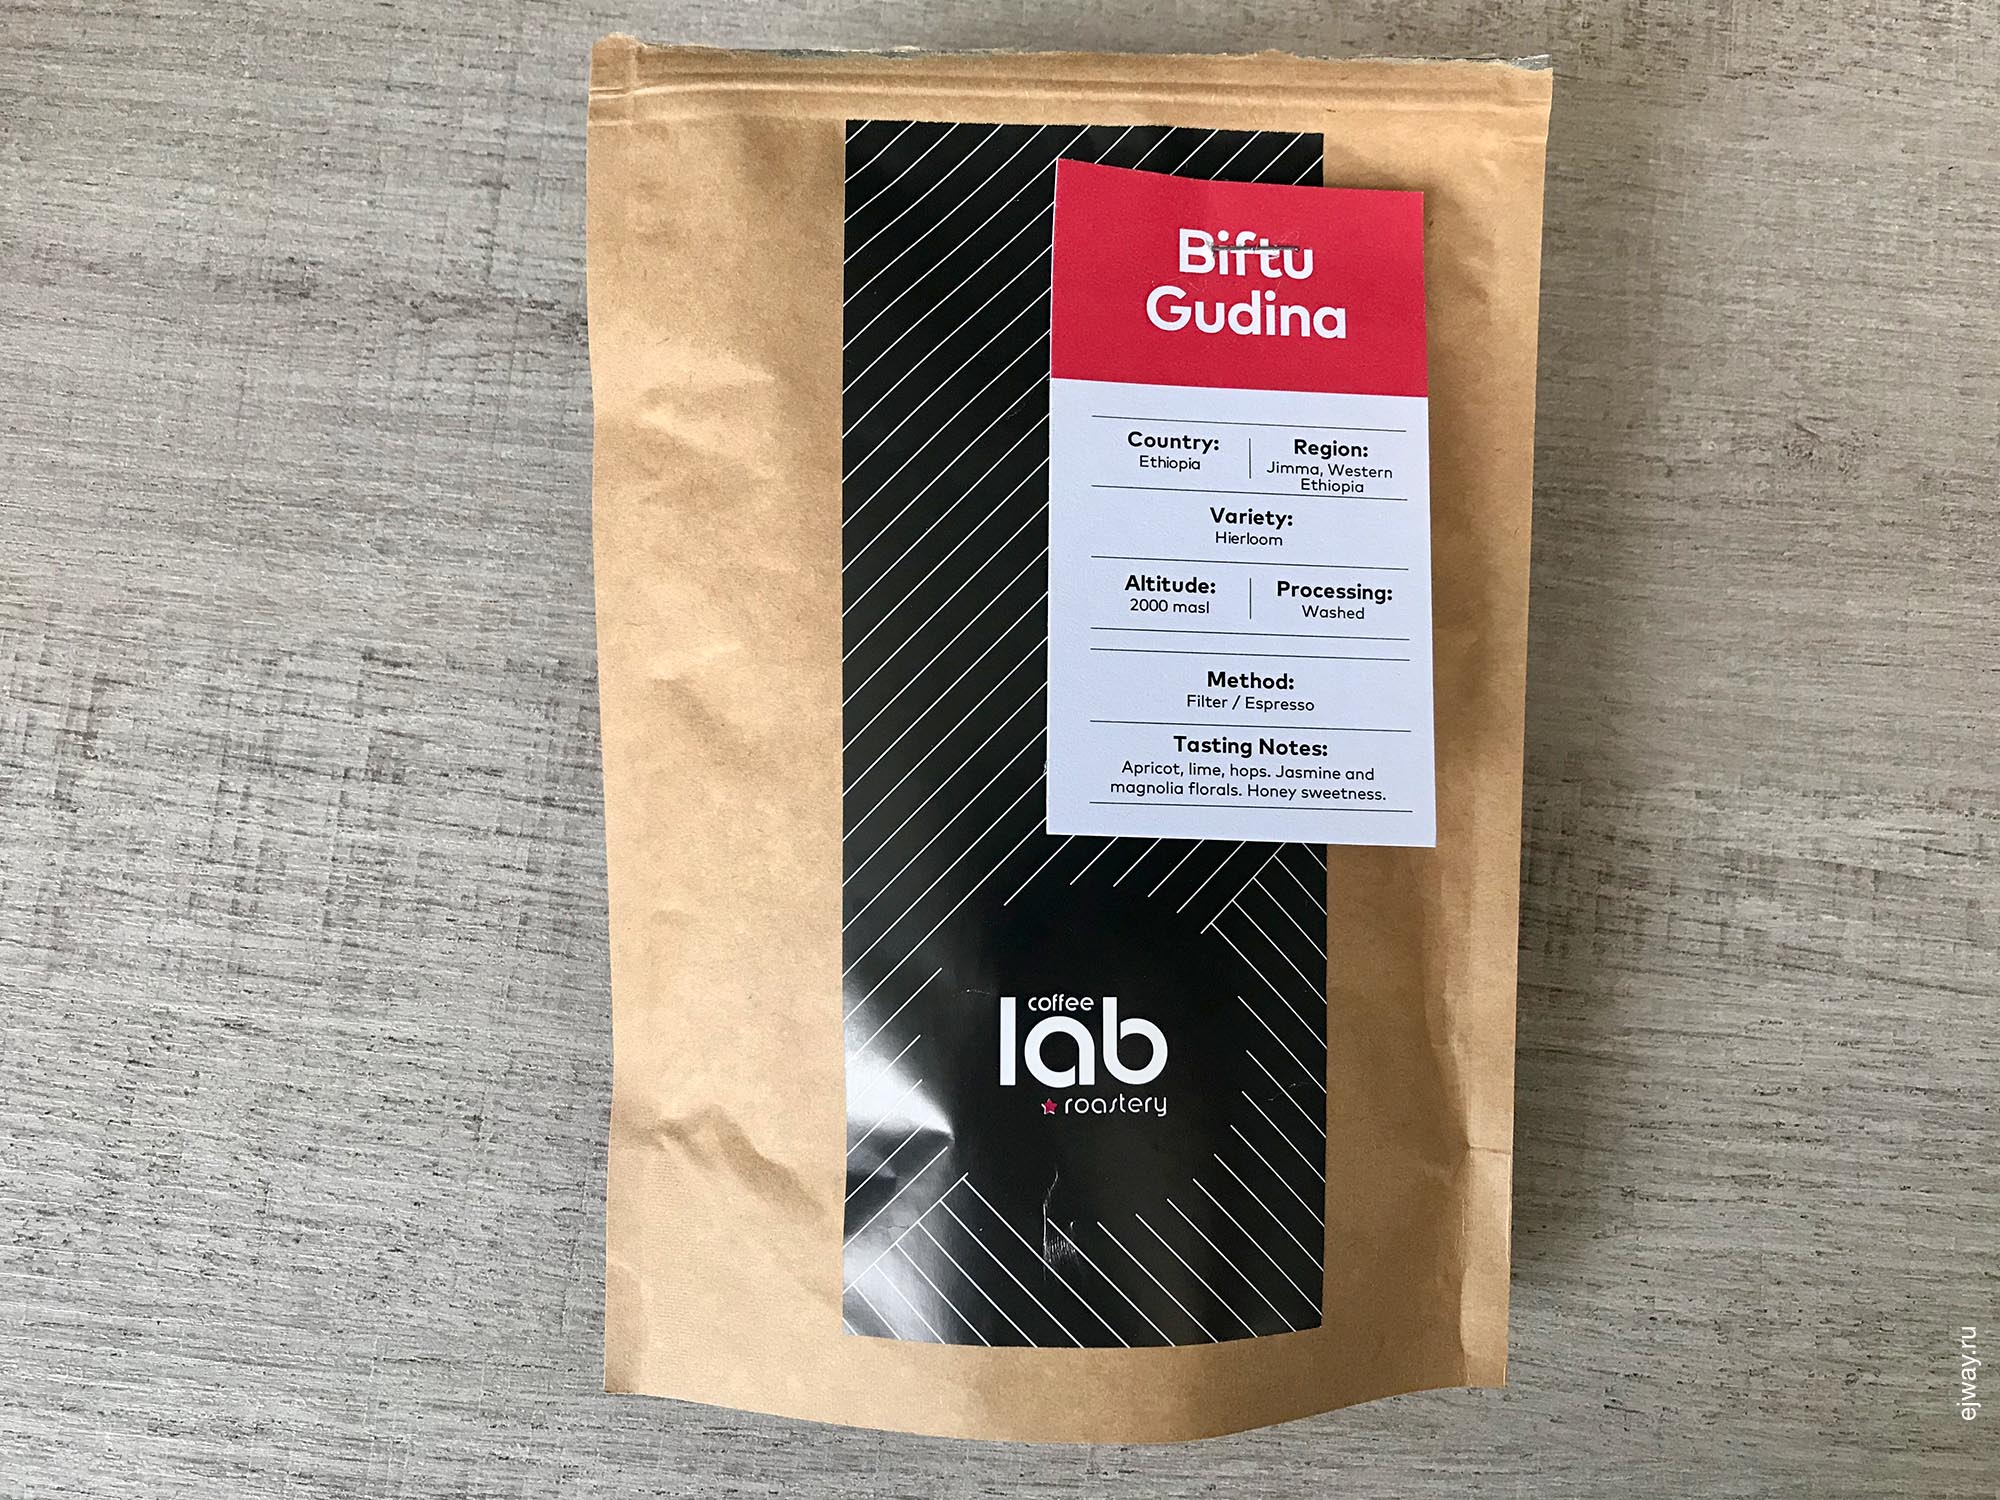 Biftu
Gudina
Country:
Ethiopia
Region:
Jimma, Western
Ethiopia
Variety:
Hierloom
Altitude:
2000 masl
Processing:
Washed
Method:
Filter / Espresso
Tasting Notes:
Apricot, lime, hops. Jasmine and
magnolia florals. Honey sweetness.
coffee
lab
roastery
ejway.ru